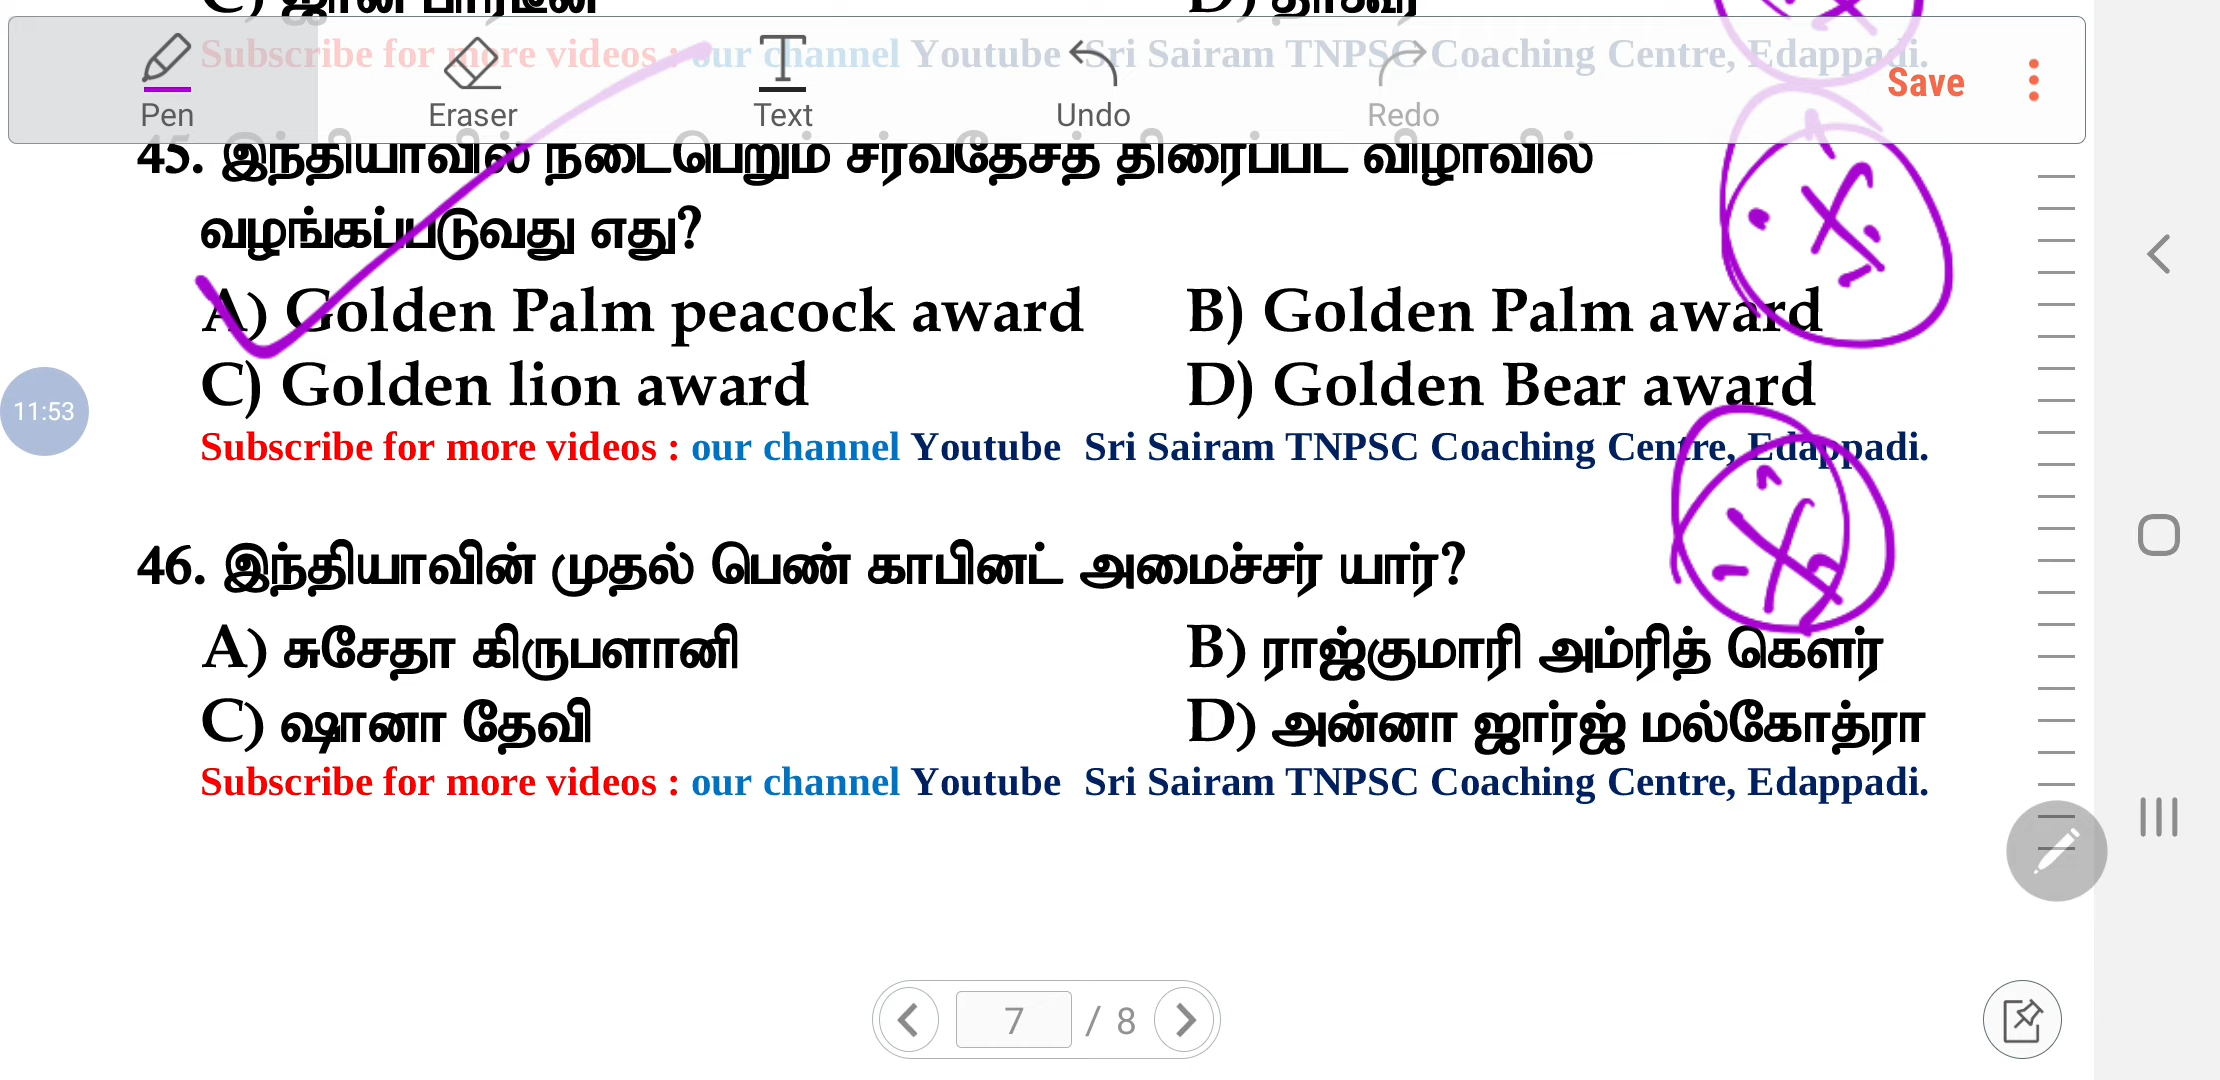 C) ஜான் பார்டீன் D) தாகூர்
Subscribe for more videos : our channel Youtube Sri Sairam TNPSC Coaching Centre, Edappadi.
Pen Eraser Text Undo Redo Save
45. இந்தியாவில் நடைபெறும் சர்வதேசத் திரைப்பட விழாவில்
வழங்கப்படுவது எது?
A) Golden Palm peacock award B) Golden Palm award
C) Golden lion award D) Golden Bear award
11:53
Subscribe for more videos : our channel Youtube Sri Sairam TNPSC Coaching Centre, Edappadi.
46. இந்தியாவின் முதல் பெண் காபினட் அமைச்சர் யார்?
A) சுசேதா கிருபளானி B) ராஜ்குமாரி அம்ரித் கௌர்
C) ஷானா தேவி D) அன்னா ஜார்ஜ் மல்கோத்ரா
Subscribe for more videos : our channel Youtube Sri Sairam TNPSC Coaching Centre, Edappadi.
7 / 8